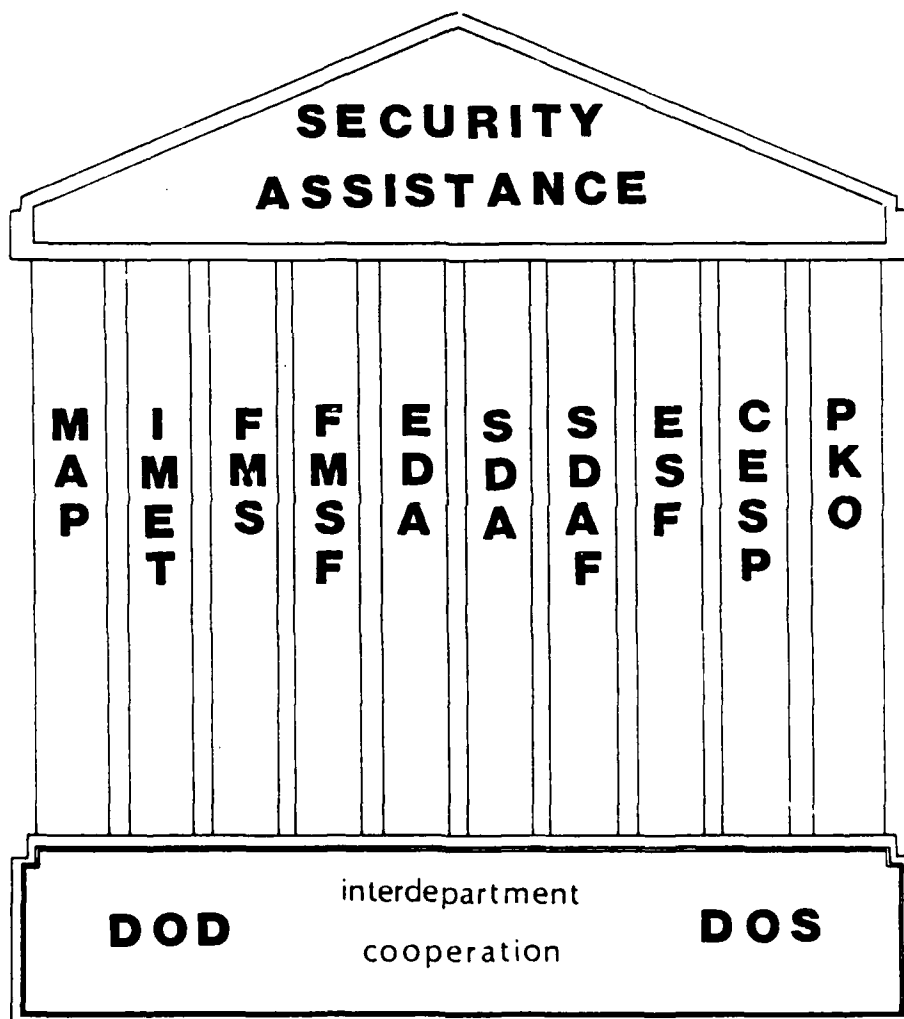 SECURITY
ASSISTANCE
MAP
IMET
FMS
FMSF
EDA
SDA
SDAF
ESF
CESP
PKO
interdepartment
DOD DOS
cooperation